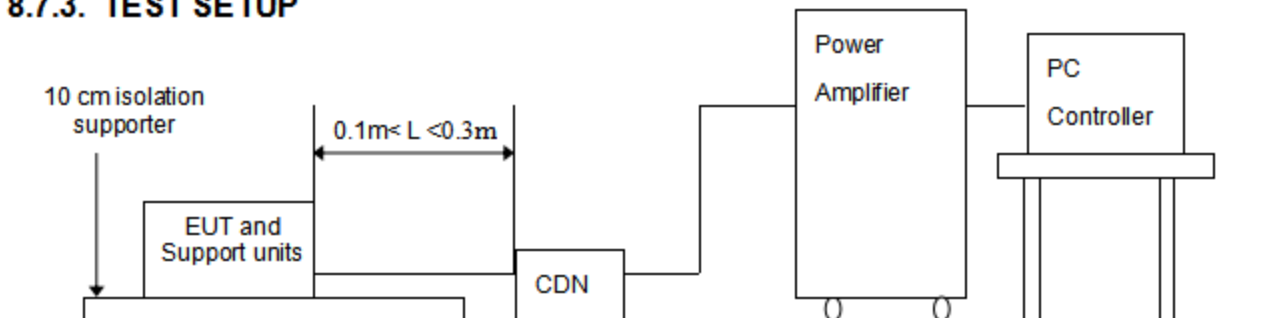 8.7.3. TEST SETUP
10 cm isolation
supporter
0.1m< L <0.3m
EUT and
Support units
CDN
Power
Amplifier
PC
Controller